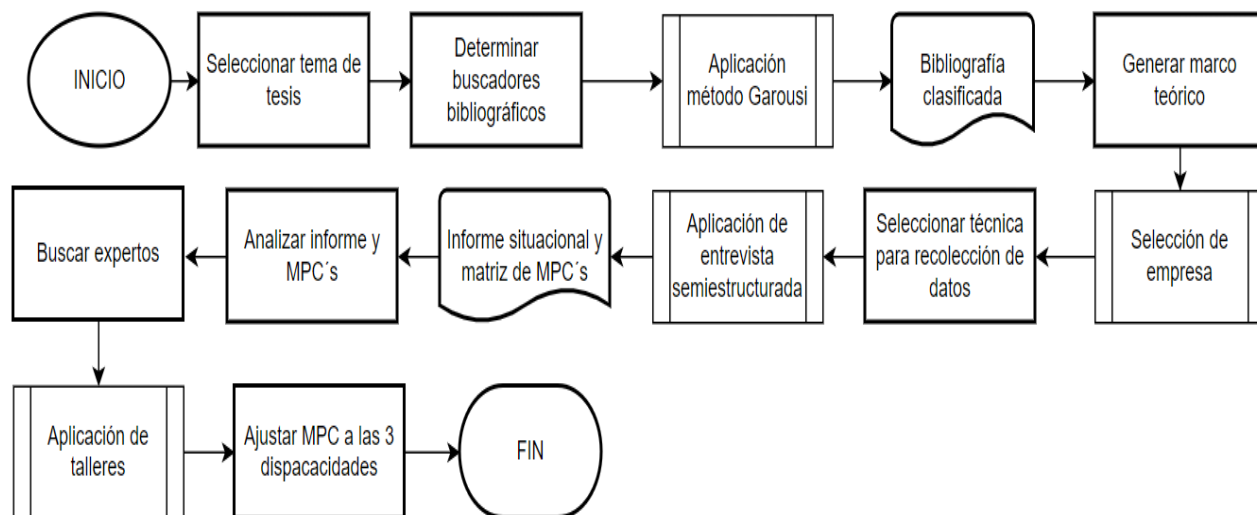 INICIO
Seleccionar tema de
tesis
Determinar
buscadores
bibliográficos
Aplicación
método Garousi
Bibliografía
clasificada
Generar marco
teórico
Selección de
empresa
Seleccionar técnica
para recolección de
datos
Aplicación de
entrevista
semiestructurada
Informe situacional y
matriz de MPC´s
Analizar informe y
MPC´s
Buscar expertos
Aplicación de
talleres
Ajustar MPC a las 3
dispacacidades
FIN